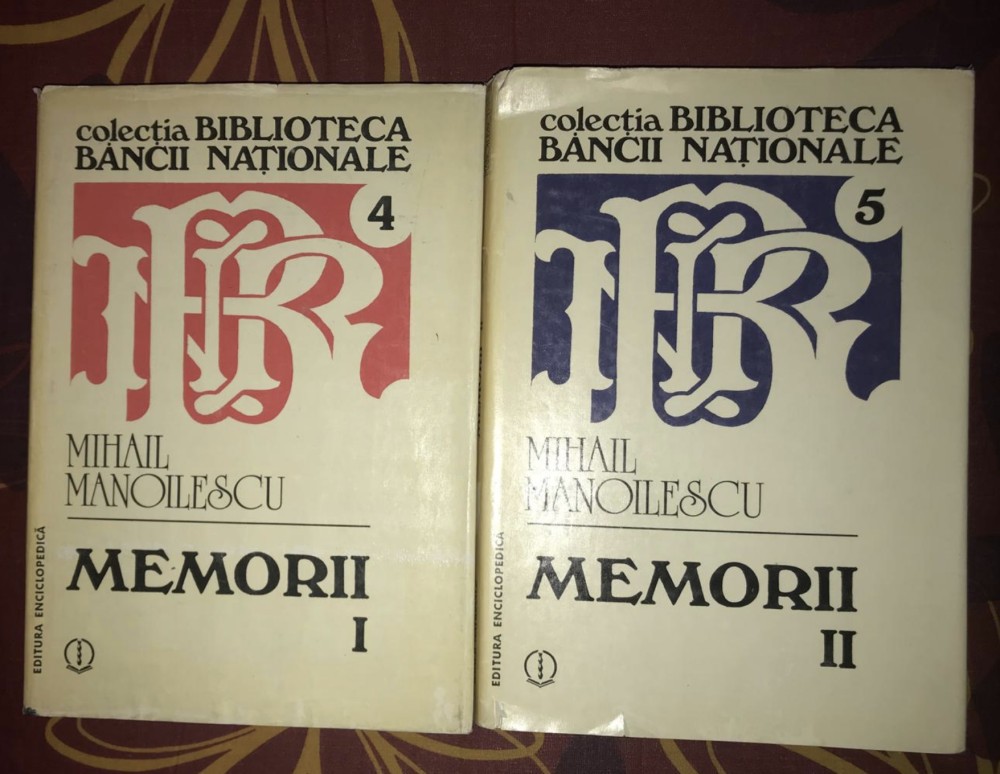 colecția BIBLIOTECA
BĂNCII NAȚIONALE
4
MIHAIL
MANOILESCU
MEMORII
I
EDITURA ENCICLOPEDICĂ
colecția BIBLIOTECA
BĂNCII NAȚIONALE
5
MIHAIL
MANOILESCU
MEMORII
II
EDITURA ENCICLOPEDICĂ